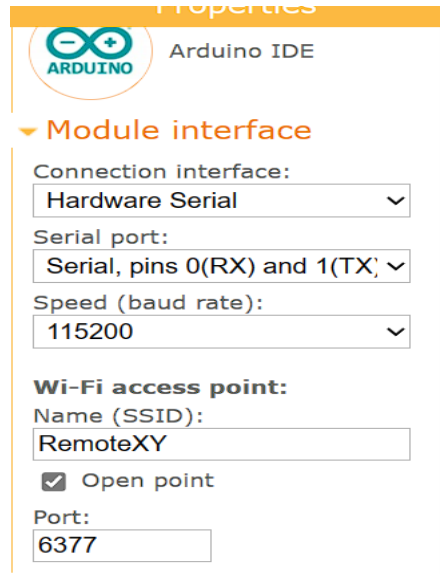 Properties
ARDUINO
Arduino IDE
Module interface
Connection interface:
Hardware Serial
Serial port:
Serial, pins 0(RX) and 1(TX)
Speed (baud rate):
115200
Wi-Fi access point:
Name (SSID):
RemoteXY
Open point
Port:
6377